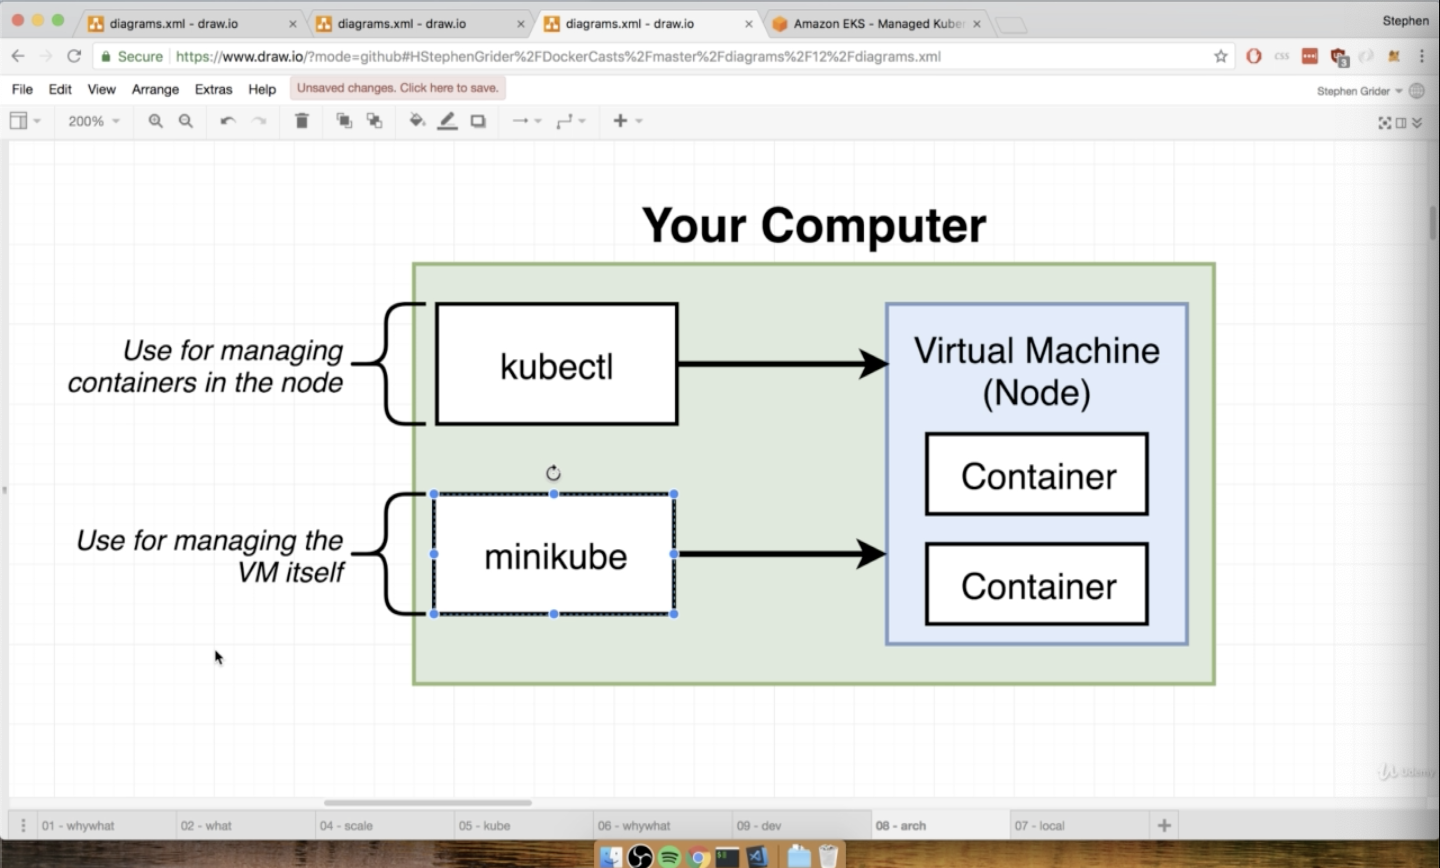 diagrams.xml - draw.io
diagrams.xml - draw.io
diagrams.xml - draw.io
Amazon EKS - Managed Kuber
Stephen
Secure
https://www.draw.io/?mode=github#HStephenGrider%2FDockerCasts%2Fmaster%2Fdiagrams%2F12%2Fdiagrams.xml
css
3
File Edit View Arrange Extras Help
Unsaved changes. Click here to save.
Stephen Grider
200%
Your Computer
Use for managing
containers in the node
kubectl
Virtual Machine
(Node)
Container
Use for managing the
VM itself
minikube
Container
Udemy
01 - whywhat
02 - what
04 - scale
05 - kube
06 - whywhat
09 - dev
08 - arch
07 - local